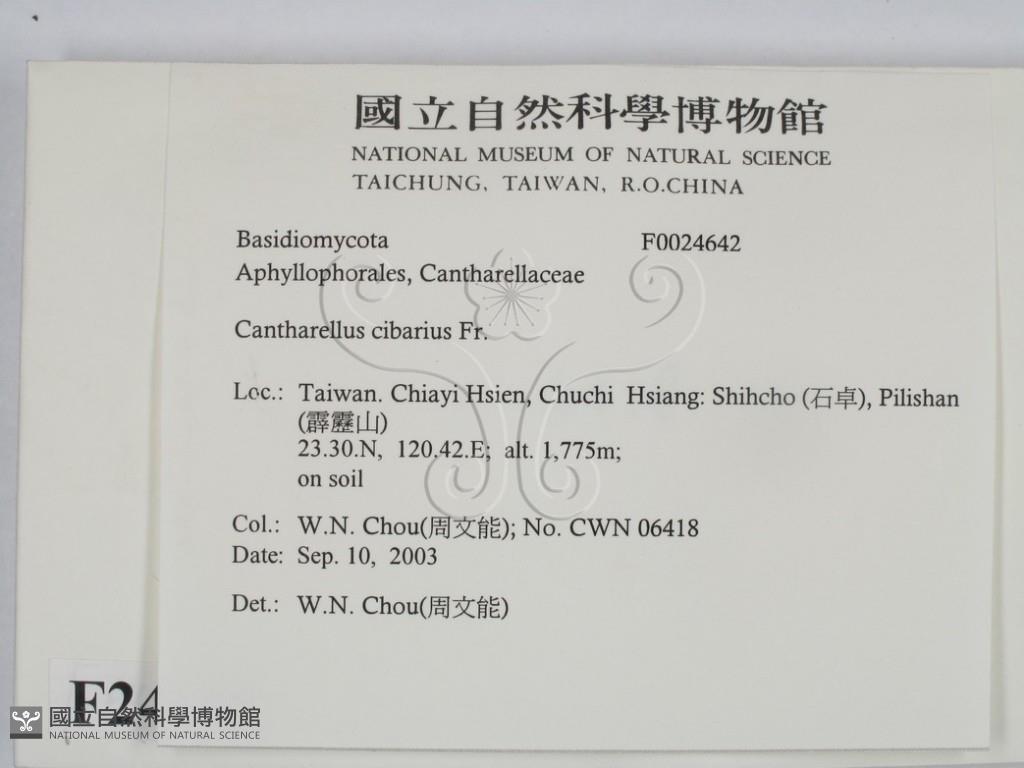 國立自然科學博物館
NATIONAL MUSEUM OF NATURAL SCIENCE
TAICHUNG, TAIWAN, R.O.CHINA
Basidiomycota F0024642
Aphyllophorales, Cantharellaceae
Cantharellus cibarius Fr.
Loc.: Taiwan. Chiayi Hsien, Chuchi Hsiang: Shihcho (石卓), Pilishan
(霹靂山)
23.30.N, 120.42.E; alt. 1,775m;
on soil
Col.: W.N. Chou(周文能); No. CWN 06418
Date: Sep. 10, 2003
Det.: W.N. Chou(周文能)
F24
國立自然科學博物館
NATIONAL MUSEUM OF NATURAL SCIENCE